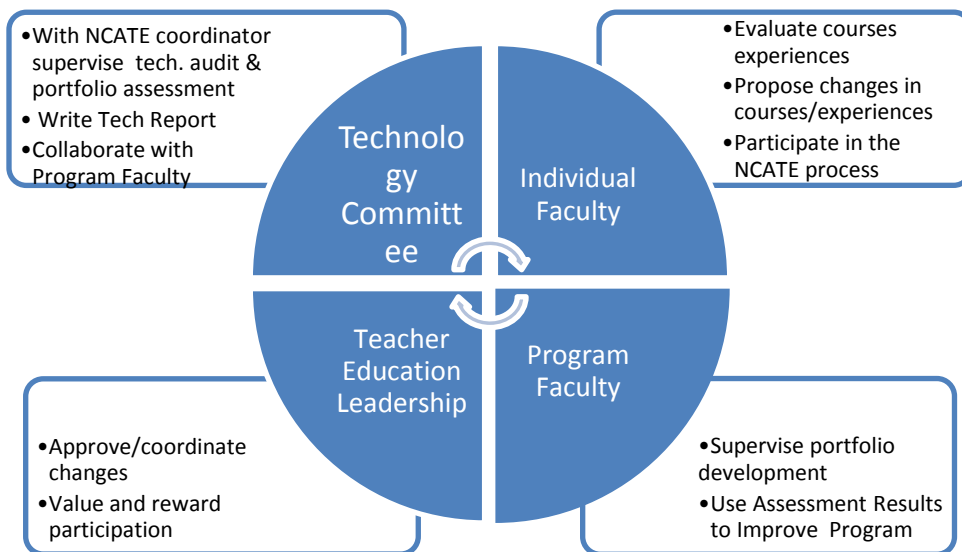 •With NCATE coordinator
supervise tech. audit &
portfolio assessment
• Write Tech Report
•Collaborate with
Program Faculty
•Evaluate courses
experiences
•Propose changes in
courses/experiences
•Participate in the
NCATE process
Technolo
gy
Committ
ee
Individual
Faculty
Teacher
Education
Leadership
Program
Faculty
•Approve/coordinate
changes
•Value and reward
participation
•Supervise portfolio
development
•Use Assessment Results
to Improve Program